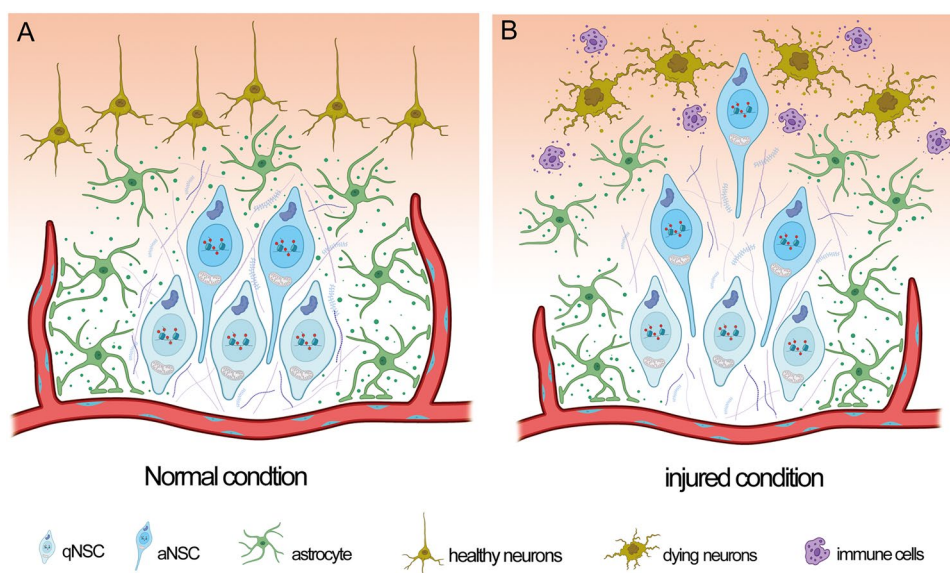 A
B
Normal condtion
injured condition
qNSC
aNSC
astrocyte
healthy neurons
dying neurons
immune cells